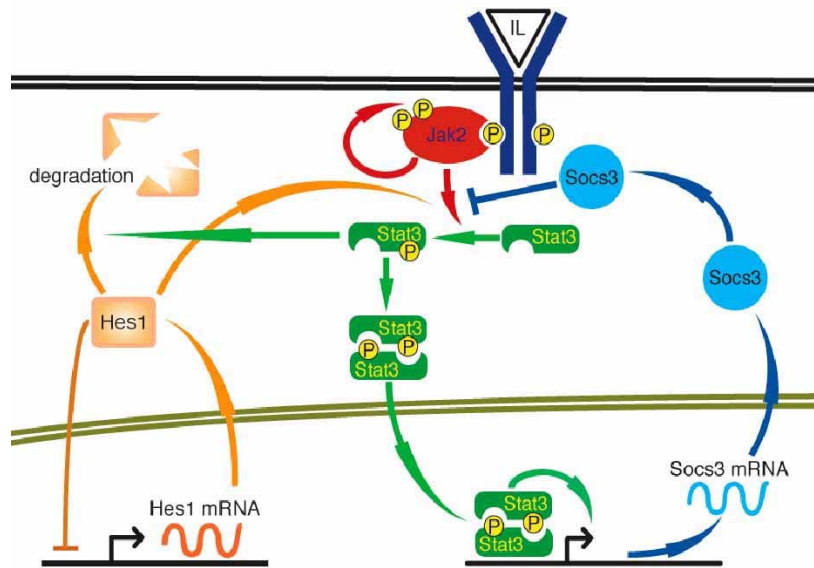 IL
P
P
Jak2
P
P
degradation
Socs3
Stat3
P
Stat3
Socs3
Hes1
Stat3
P
P
Stat3
Socs3 mRNA
Hes1 mRNA
Stat3
P
P
Stat3